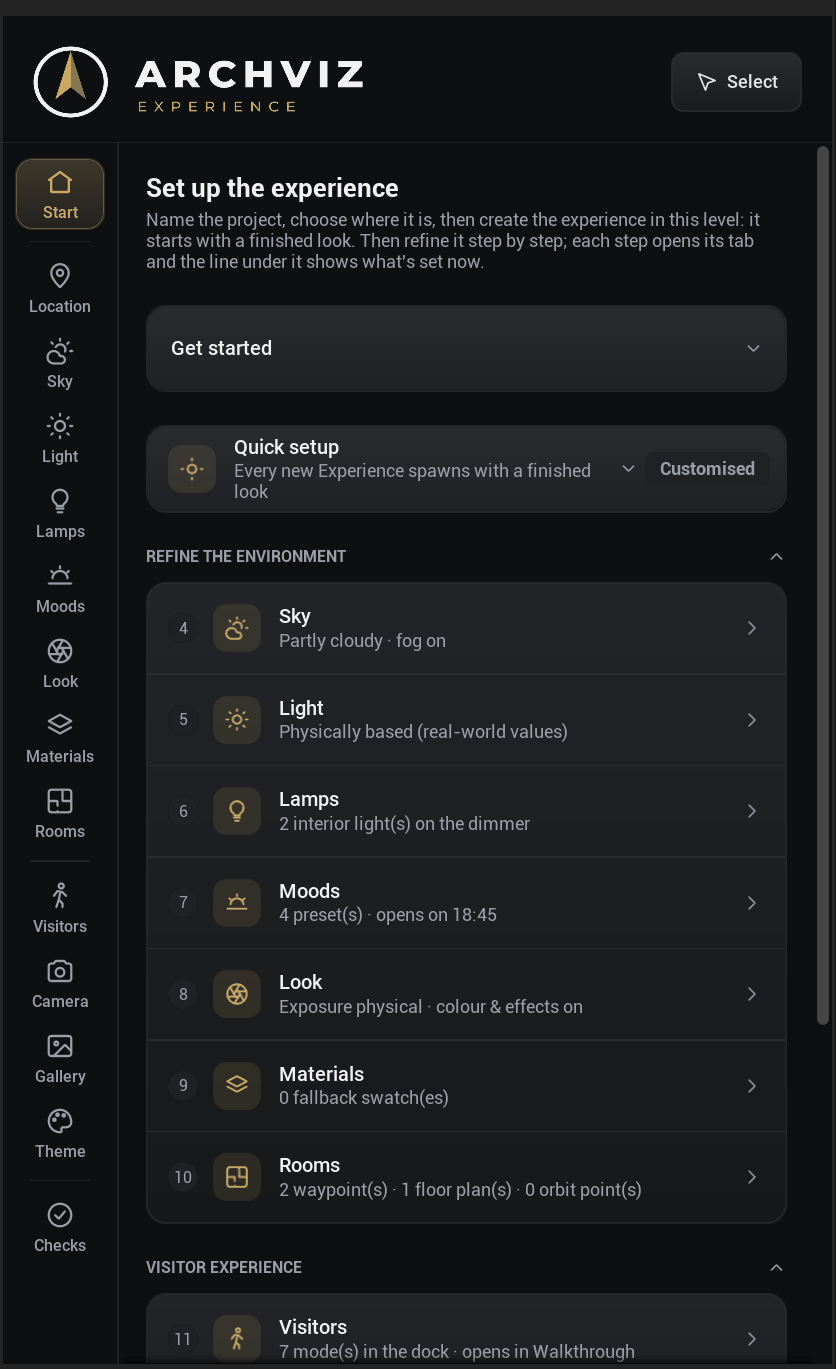 ARCHVIZ
EXPERIENCE
Select
Start
Location
Sky
Light
Lamps
Moods
Look
Materials
Rooms
Visitors
Camera
Gallery
Theme
Checks
Set up the experience
Name the project, choose where it is, then create the experience in this level: it
starts with a finished look. Then refine it step by step; each step opens its tab
and the line under it shows what's set now.
Get started
Quick setup
Every new Experience spawns with a finished
look
Customised
REFINE THE ENVIRONMENT
4
Sky
Partly cloudy · fog on
5
Light
Physically based (real-world values)
6
Lamps
2 interior light(s) on the dimmer
7
Moods
4 preset(s) · opens on 18:45
8
Look
Exposure physical · colour & effects on
9
Materials
0 fallback swatch(es)
10
Rooms
2 waypoint(s) · 1 floor plan(s) · 0 orbit point(s)
VISITOR EXPERIENCE
11
Visitors
7 mode(s) in the dock · opens in Walkthrough